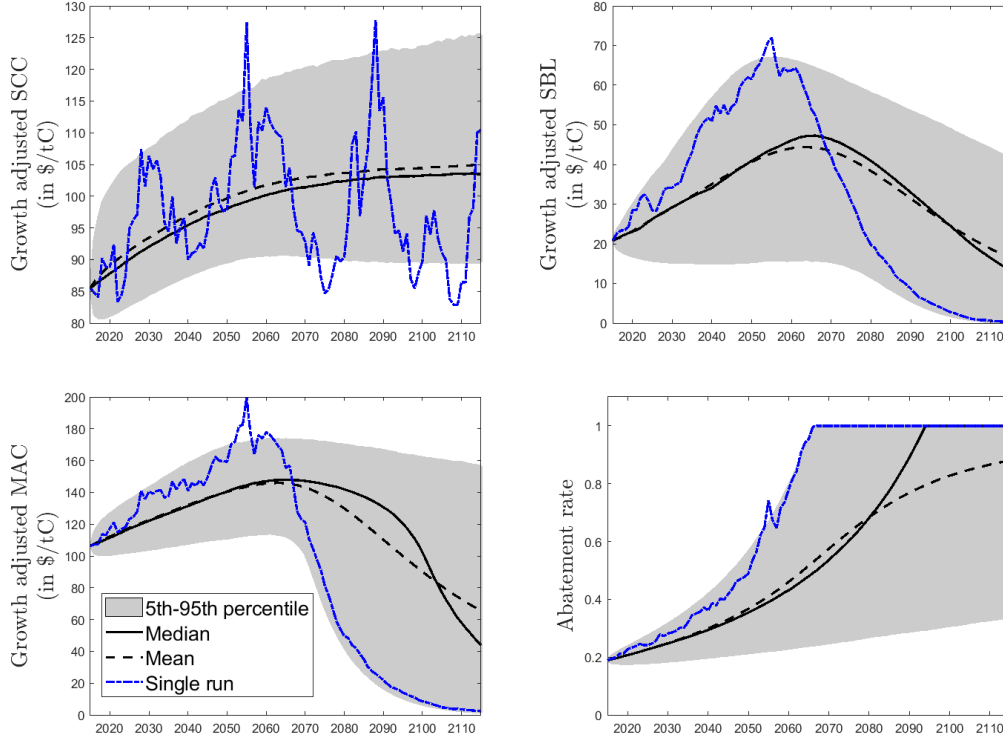 Growth adjusted SCC
(in $/tC)
130
125
120
115
110
105
100
95
90
85
80
2020 2030 2040 2050 2060 2070 2080 2090 2100 2110
Growth adjusted SBL
(in $/tC)
80
70
60
50
40
30
20
10
0
2020 2030 2040 2050 2060 2070 2080 2090 2100 2110
Growth adjusted MAC
(in $/tC)
200
180
160
140
120
100
80
60
40
20
0
5th-95th percentile
Median
Mean
Single run
2020 2030 2040 2050 2060 2070 2080 2090 2100 2110
Abatement rate
1
0.8
0.6
0.4
0.2
0
2020 2030 2040 2050 2060 2070 2080 2090 2100 2110